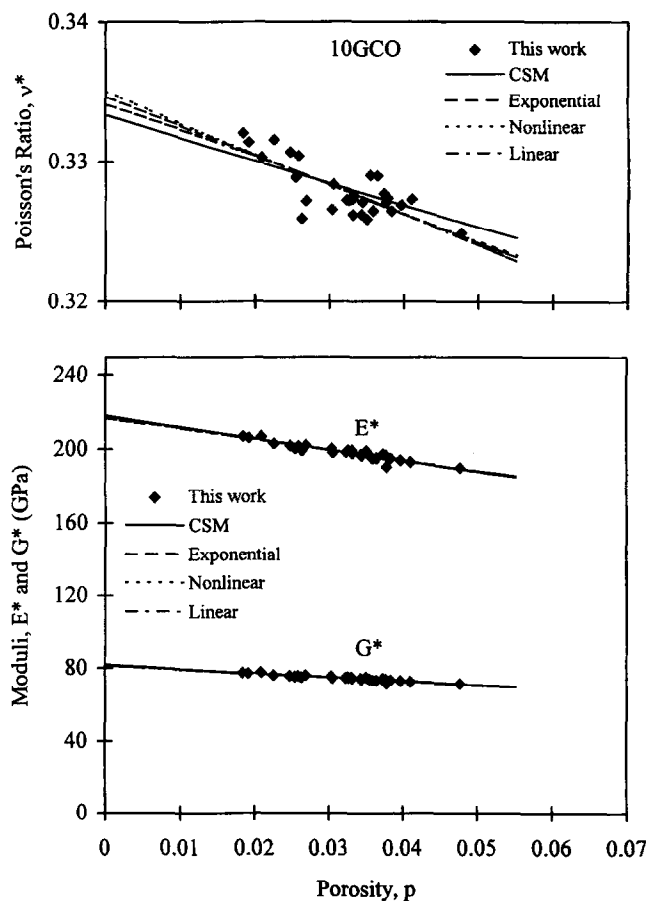 0.34
10GCO
This work
CSM
Exponential
Nonlinear
Linear
0.33
0.32
Poisson's Ratio, ν*
240
200
160
120
80
40
0
E*
This work
CSM
Exponential
Nonlinear
Linear
G*
Moduli, E* and G* (GPa)
0 0.01 0.02 0.03 0.04 0.05 0.06 0.07
Porosity, p